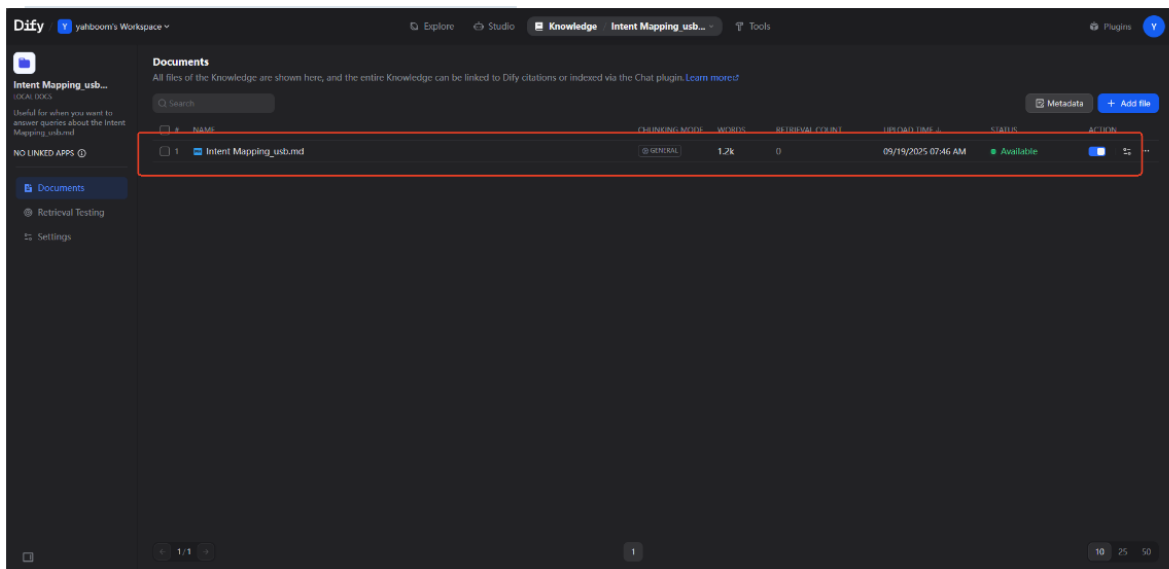 Dify / Y yahboom's Workspace
Explore Studio Knowledge / Intent Mapping_usb... Tools
Plugins Y
Intent Mapping_usb...
LOCAL DOCS
Useful for when you want to
answer queries about the Intent
Mapping_usb.md
NO LINKED APPS
Documents
Retrieval Testing
Settings
Documents
All files of the Knowledge are shown here, and the entire Knowledge can be linked to Dify citations or indexed via the Chat plugin. Learn more
Search
Metadata + Add file
# NAME CHUNKING MODE WORDS RETRIEVAL COUNT UPLOAD TIME ↓ STATUS ACTION
1 Intent Mapping_usb.md GENERAL 1.2k 0 09/19/2025 07:46 AM Available ...
1/1 1 10 25 50